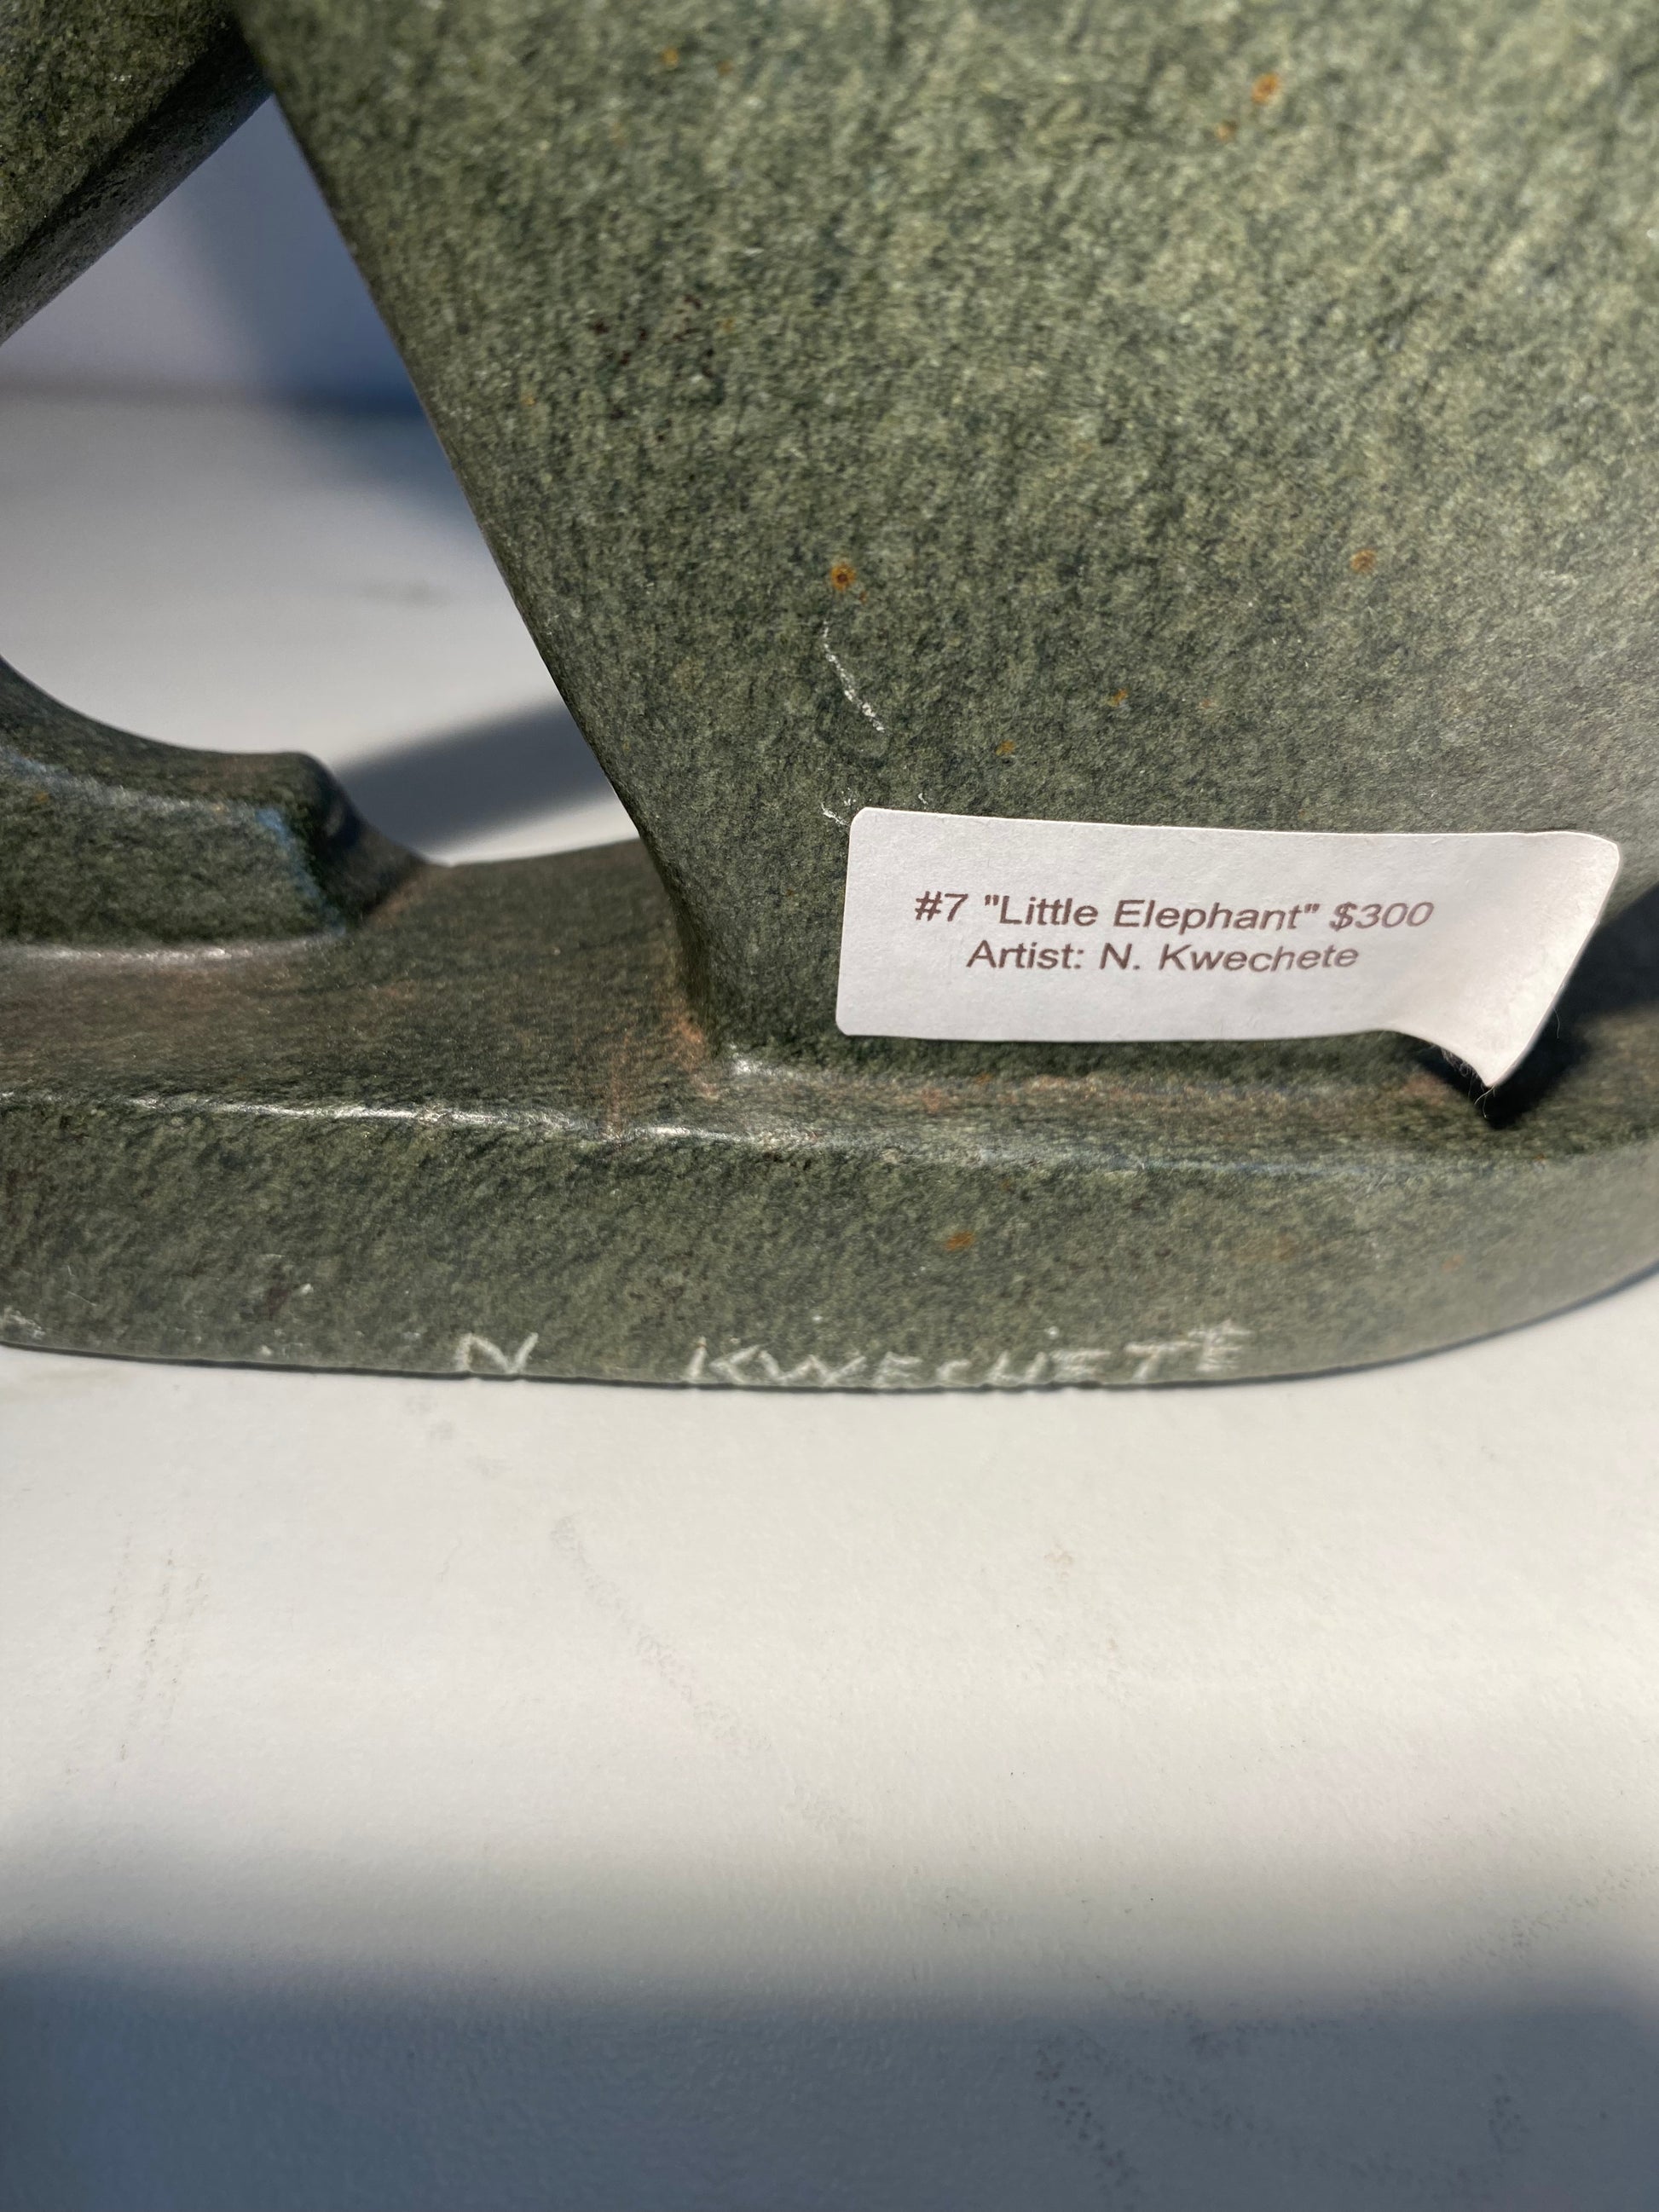 #7 "Little Elephant" $300
Artist: N. Kwechete
N KWECHETE